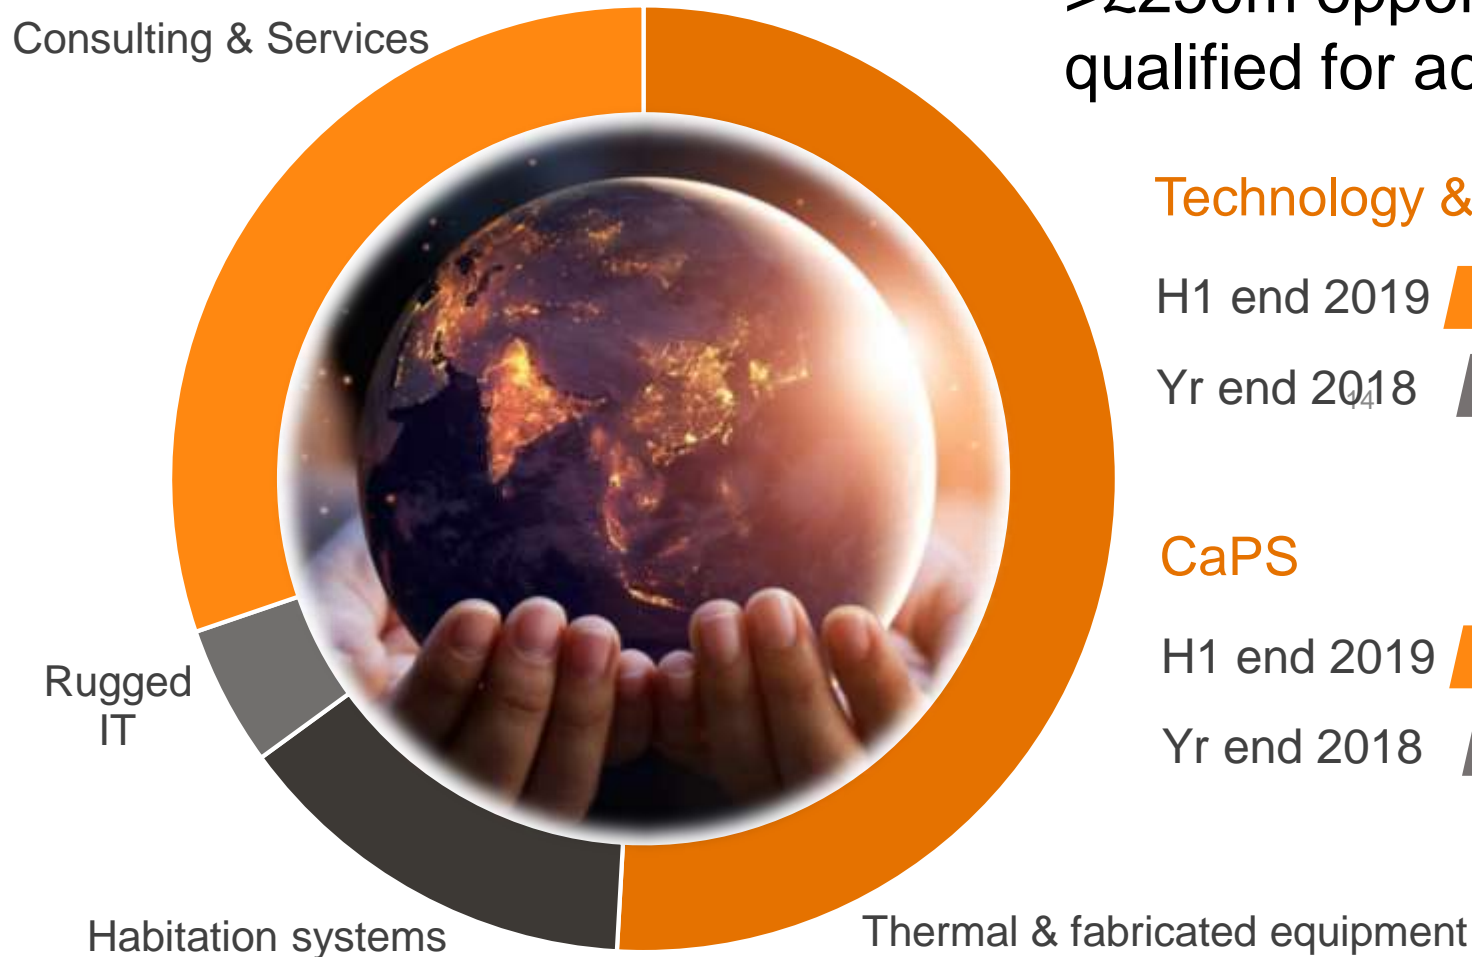 Consulting & Services
qualified for
Technology &
H1 end 2019
Yr end 2018
14
CaPS
H1 end 2019
Yr end 2018
Rugged
IT
Habitation systems
Thermal & fabricated equipment